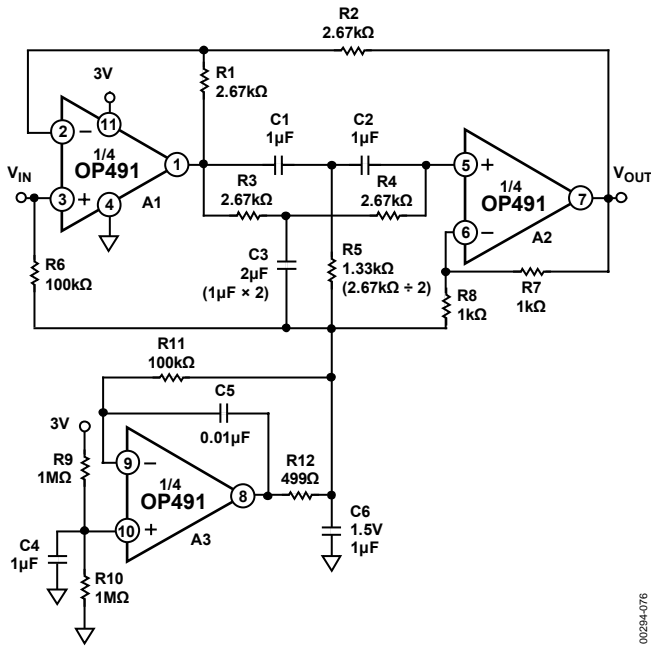 R2
2.67kΩ
3V
R1
2.67kΩ
11
2
−
1/4
OP491
1
VIN
3
+
4
A1
C1
1µF
C2
1µF
R3
2.67kΩ
R4
2.67kΩ
5
+
1/4
OP491
7
VOUT
6
−
A2
R6
100kΩ
C3
2µF
(1µF × 2)
R5
1.33kΩ
(2.67kΩ ÷ 2)
R8
1kΩ
R7
1kΩ
R11
100kΩ
C5
0.01µF
3V
R9
1MΩ
9
−
1/4
OP491
8
10
+
A3
R12
499Ω
C4
1µF
R10
1MΩ
C6
1.5V
1µF
00294-076